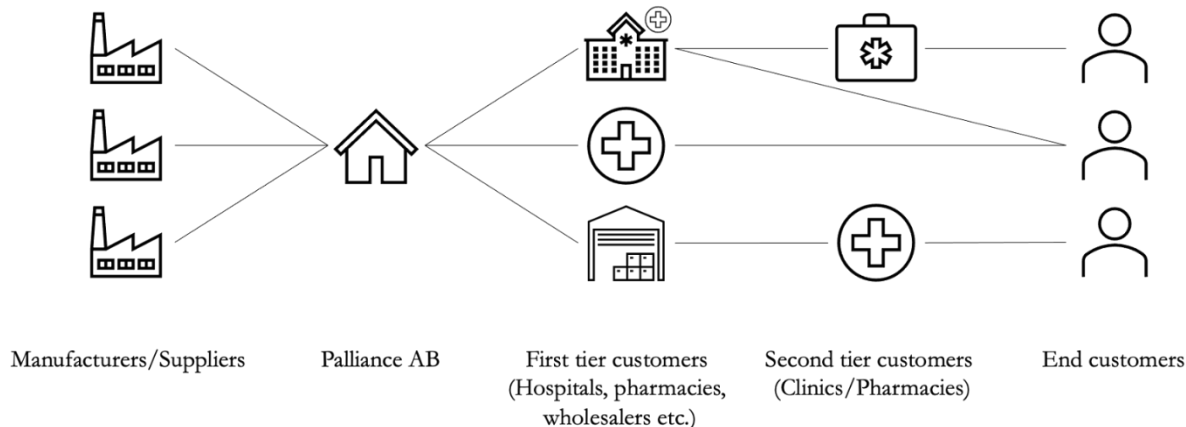 Manufacturers/Suppliers
Palliance AB
First tier customers
(Hospitals, pharmacies,
wholesalers etc.)
Second tier customers
(Clinics/Pharmacies)
End customers